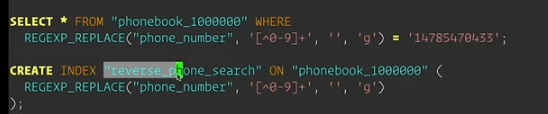 SELECT * FROM "phonebook_1000000" WHERE
REGEXP_REPLACE("phone_number", '[^0-9]+', '', 'g') = '14785470433';
CREATE INDEX "reverse_phone_search" ON "phonebook_1000000" (
REGEXP_REPLACE("phone_number", '[^0-9]+', '', 'g')
);